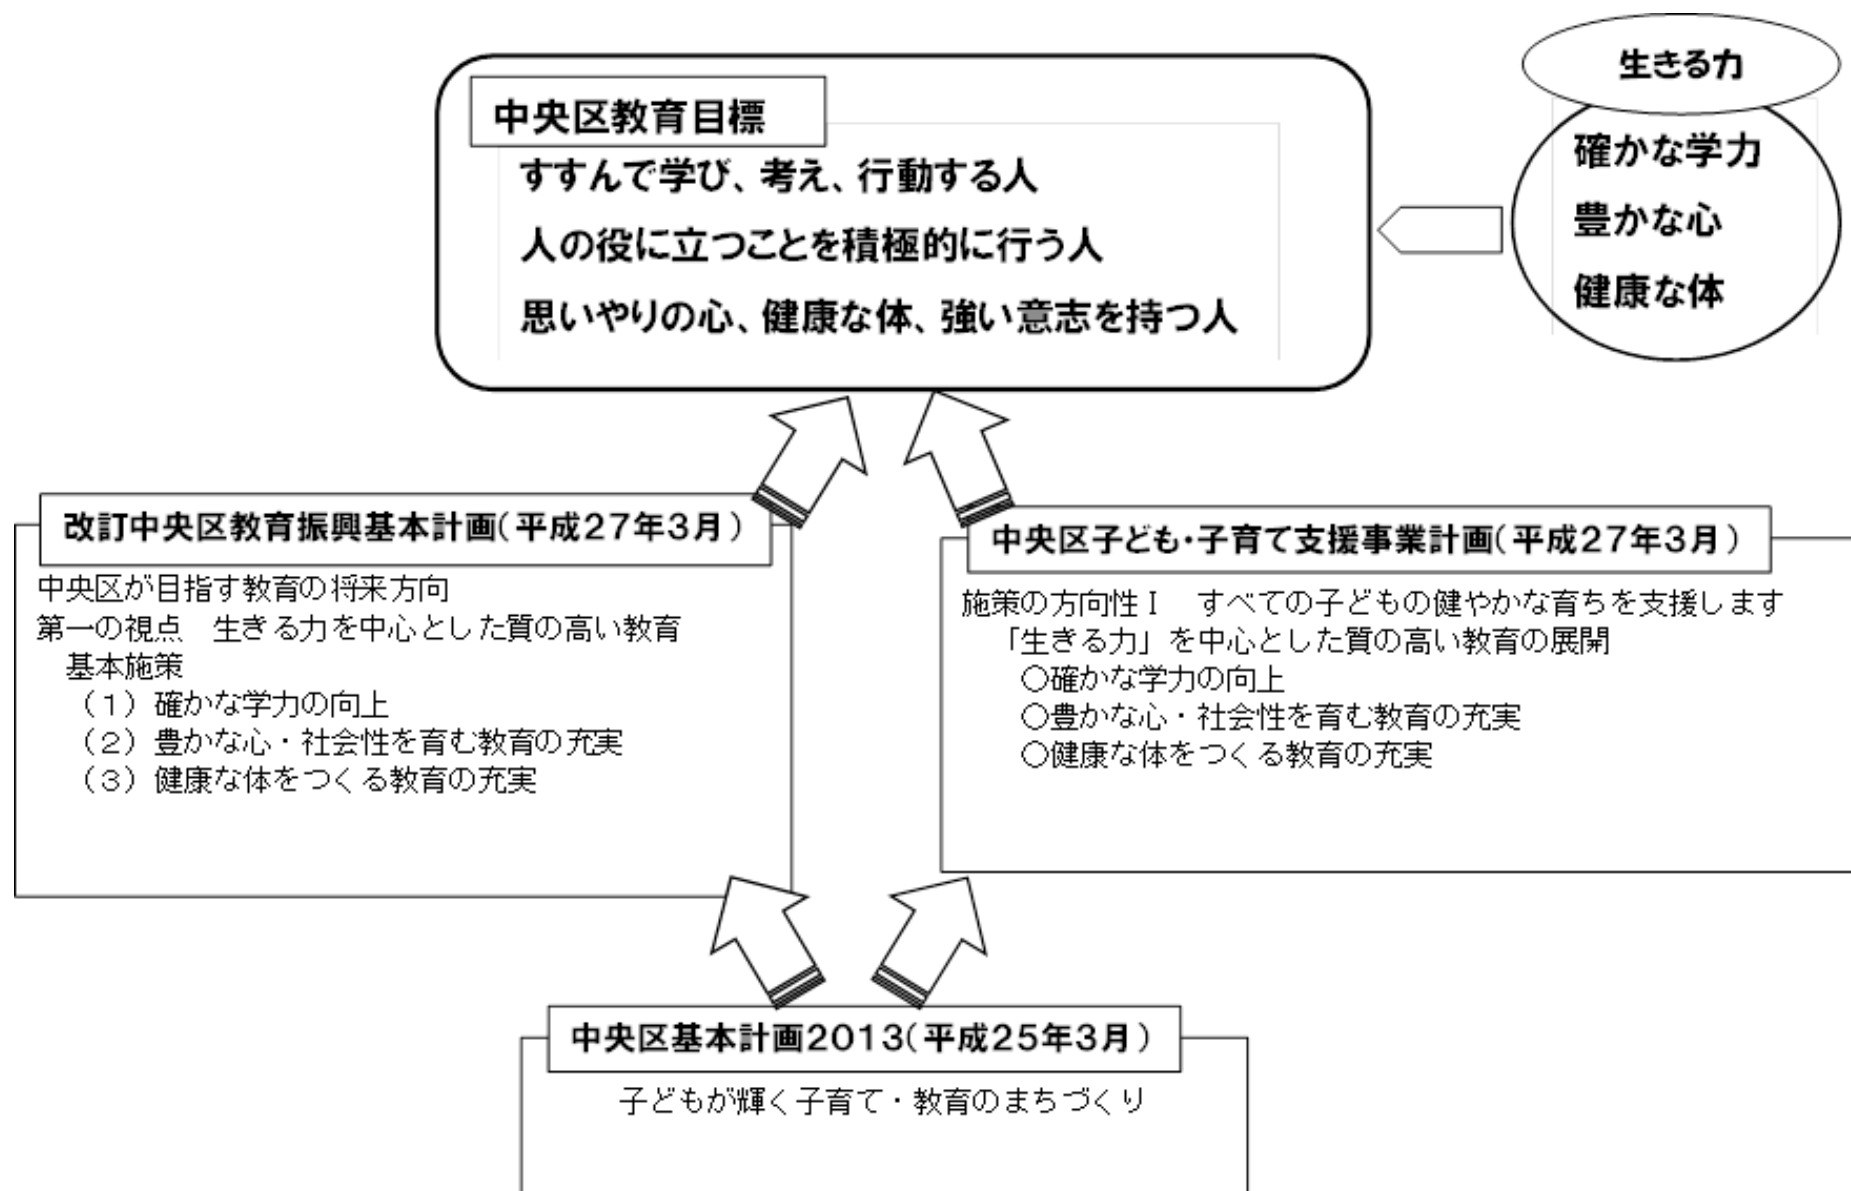 生きる力
確かな学力
豊かな心
健康な体
中央区教育目標
すすんで学び、考え、行動する人
人の役に立つことを積極的に行う人
思いやりの心、健康な体、強い意志を持つ人
改訂中央区教育振興基本計画(平成27年3月)
中央区が目指す教育の将来方向
第一の視点　生きる力を中心とした質の高い教育
基本施策
（1）確かな学力の向上
（2）豊かな心・社会性を育む教育の充実
（3）健康な体をつくる教育の充実
中央区子ども・子育て支援事業計画(平成27年3月)
施策の方向性Ⅰ　すべての子どもの健やかな育ちを支援します
「生きる力」を中心とした質の高い教育の展開
○確かな学力の向上
○豊かな心・社会性を育む教育の充実
○健康な体をつくる教育の充実
中央区基本計画2013(平成25年3月)
子どもが輝く子育て・教育のまちづくり